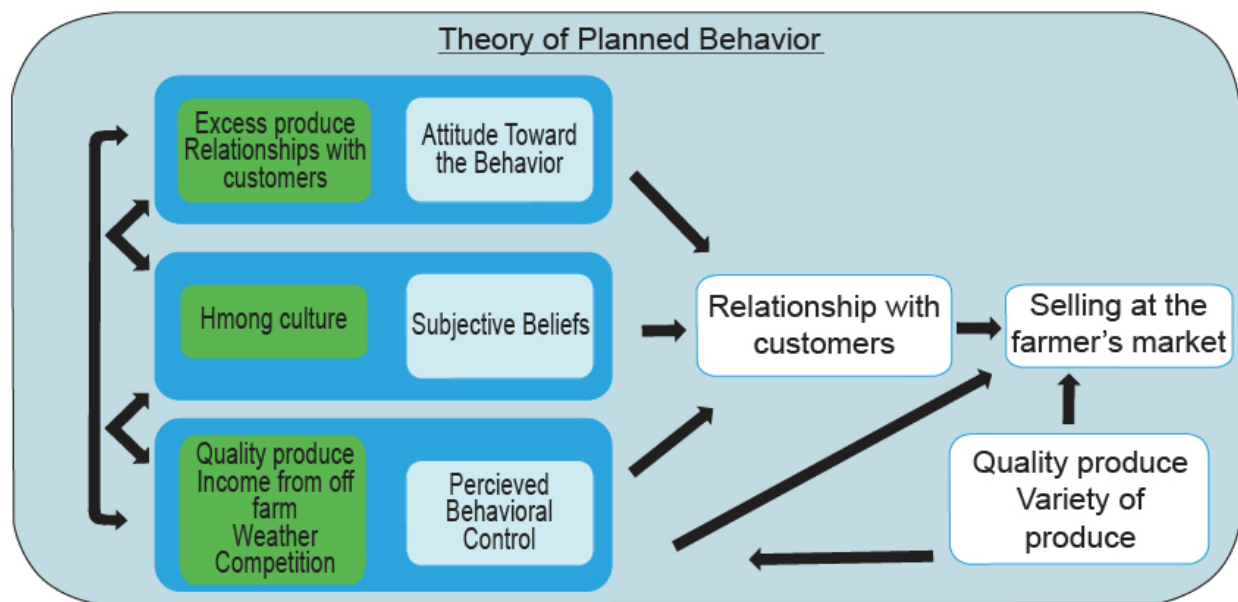 Theory of Planned Behavior
Excess produce
Relationships with
customers
Attitude Toward
the Behavior
Hmong culture
Subjective Beliefs
Relationship with
customers
Selling at the
farmer's market
Quality produce
Income from off
farm
Weather
Competition
Percieved
Behavioral
Control
Quality produce
Variety of
produce